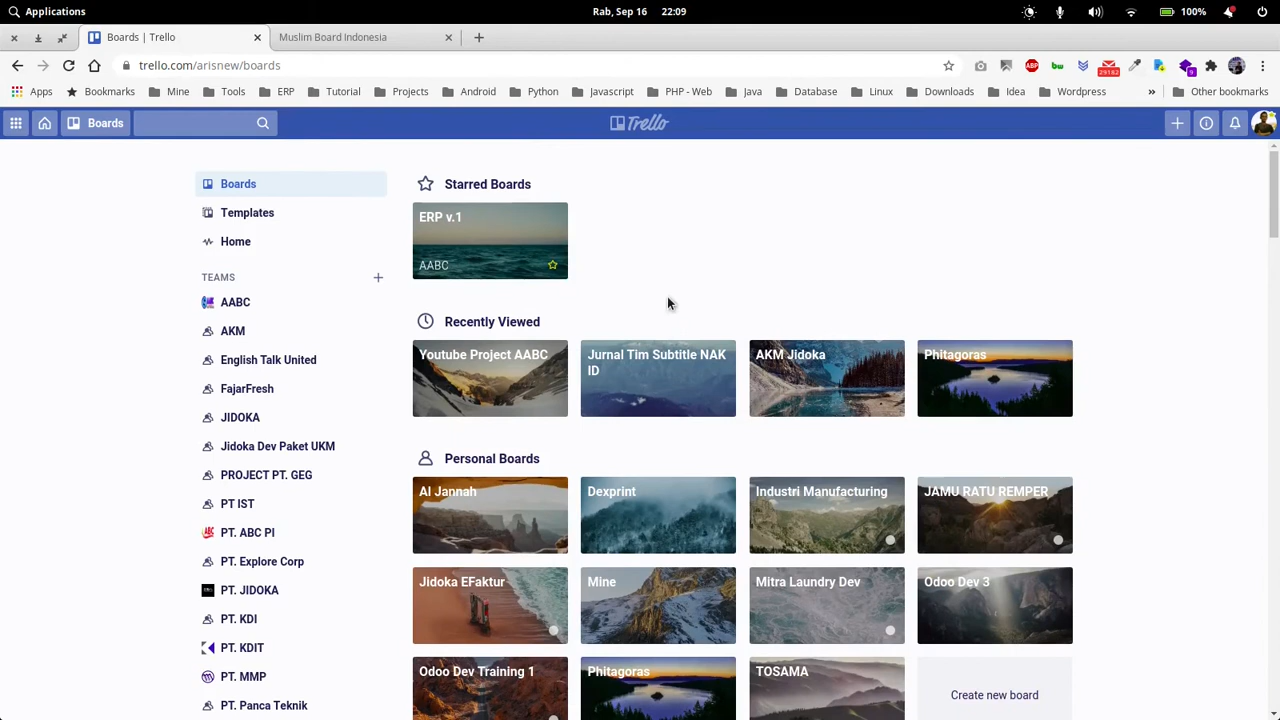 Applications
Rab, Sep 16 22:09
100%
Boards | Trello
Muslim Board Indonesia
trello.com/arisnew/boards
ABP
29182
9
Apps
Bookmarks
Mine
Tools
ERP
Tutorial
Projects
Android
Python
Javascript
PHP - Web
Java
Database
Linux
Downloads
Idea
Wordpress
Other bookmarks
Boards
Trello
Boards
Templates
Home
TEAMS
AABC
AKM
English Talk United
FajarFresh
JIDOKA
Jidoka Dev Paket UKM
PROJECT PT. GEG
PT IST
PT. ABC PI
PT. Explore Corp
PT. JIDOKA
PT. KDI
PT. KDIT
PT. MMP
PT. Panca Teknik
Starred Boards
ERP v.1
AABC
Recently Viewed
Youtube Project AABC
Jurnal Tim Subtitle NAK
ID
AKM Jidoka
Phitagoras
Personal Boards
Al Jannah
Dexprint
Industri Manufacturing
JAMU RATU REMPER
Jidoka EFaktur
Mine
Mitra Laundry Dev
Odoo Dev 3
Odoo Dev Training 1
Phitagoras
TOSAMA
Create new board